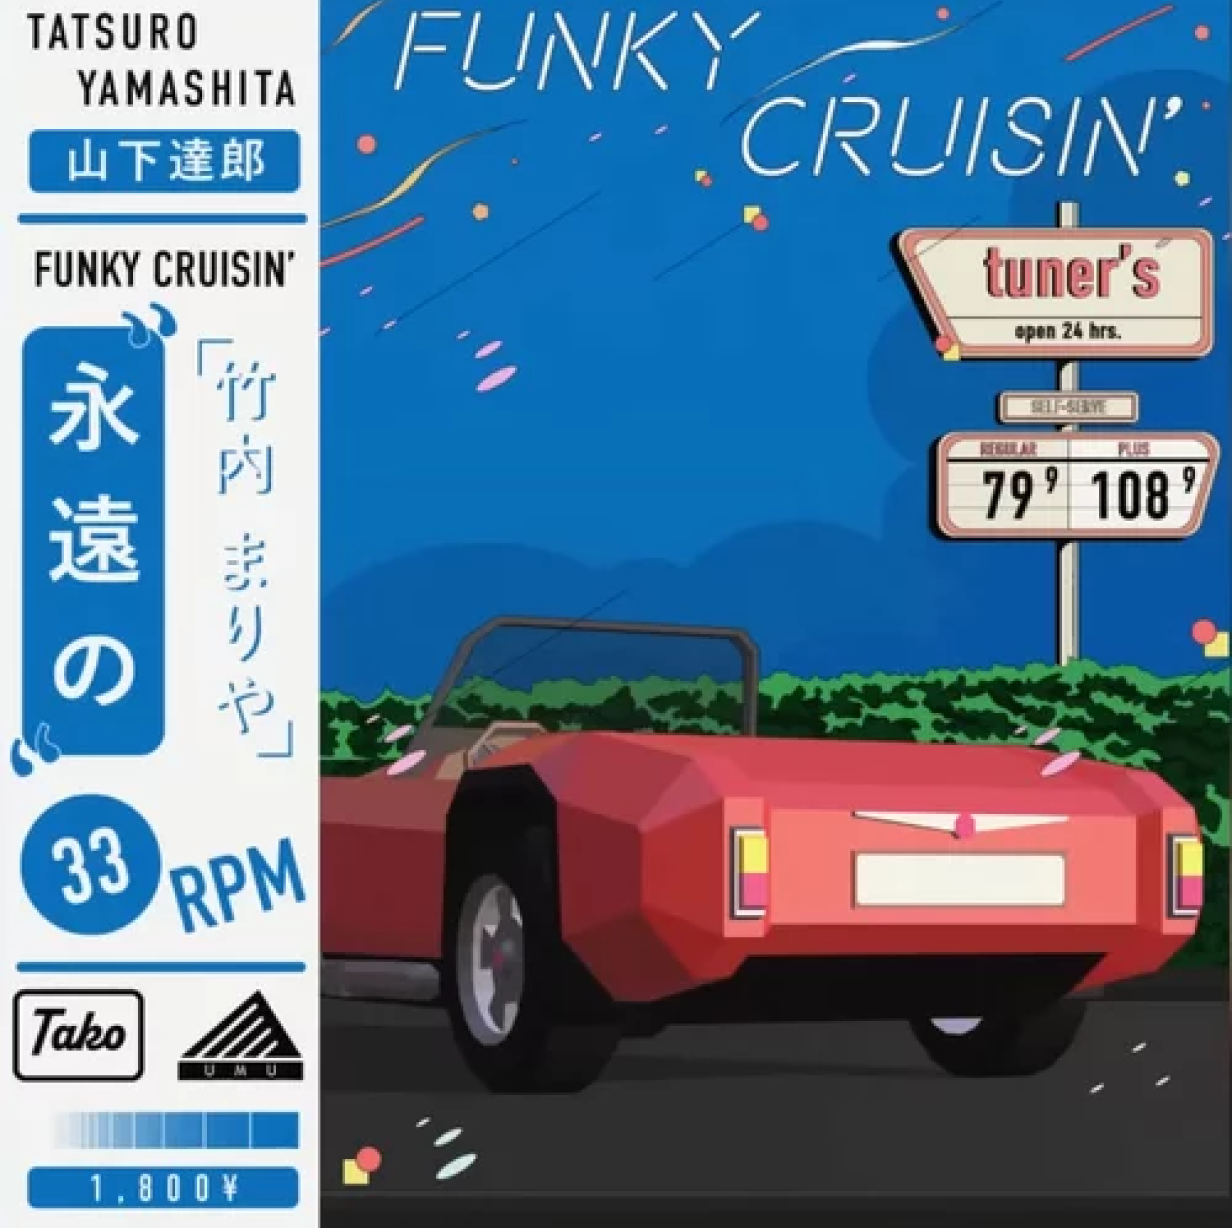 TATSURO
YAMASHITA
山下達郎
FUNKY CRUISIN’
永遠の
「竹内 まりや」
33
RPM
Tako
UMU
1,800¥
FUNKY
CRUISIN’
tuner’s
open 24 hrs.
SELF-SERVE
REGULAR PLUS
79 9 108 9